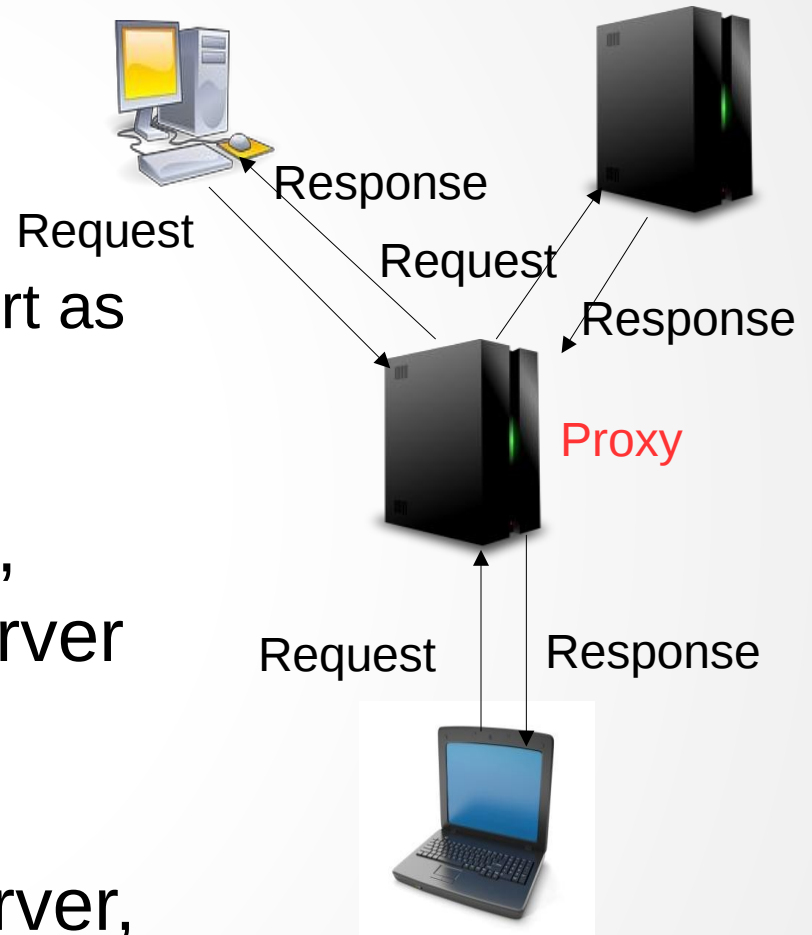 Response
Request
Request
rt as
Response
Proxy
,
rver
Request
Response
rver,